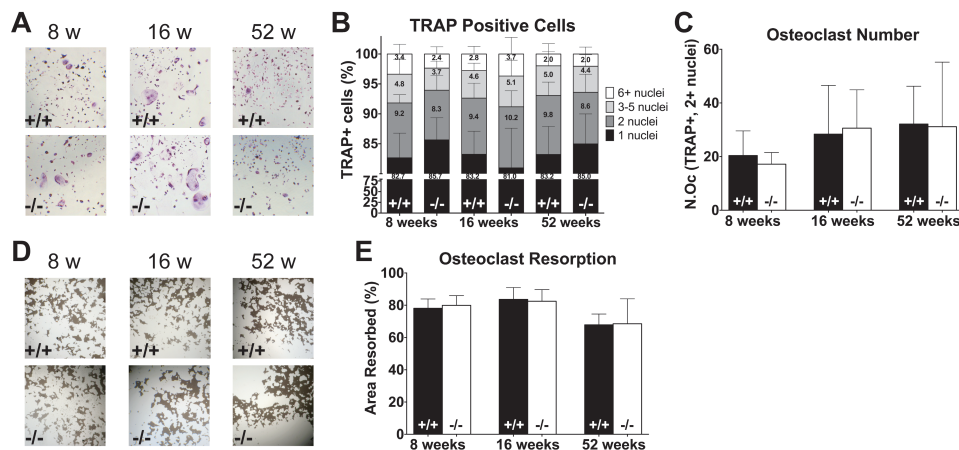 A
8 w 16 w 52 w
+/+ +/+ +/+
-/- -/- -/-
B
TRAP Positive Cells
TRAP+ cells (%)
100
95
90
85
75
50
25
0
3.4 2.4 2.8 3.7 2.0 2.0
4.8 3.7 4.6 5.1 5.0 4.4
9.2 8.3 9.4 10.2 9.8 8.6
82.7 85.7 83.2 81.0 83.2 85.0
+/+ -/- +/+ -/- +/+ -/-
8 weeks 16 weeks 52 weeks
6+ nuclei
3-5 nuclei
2 nuclei
1 nuclei
C
Osteoclast Number
N.Oc (TRAP+, 2+ nuclei)
60
40
20
0
+/+ -/- +/+ -/- +/+ -/-
8 weeks 16 weeks 52 weeks
D
8 w 16 w 52 w
+/+ +/+ +/+
-/- -/- -/-
E
Osteoclast Resorption
Area Resorbed (%)
100
80
60
40
20
0
+/+ -/- +/+ -/- +/+ -/-
8 weeks 16 weeks 52 weeks